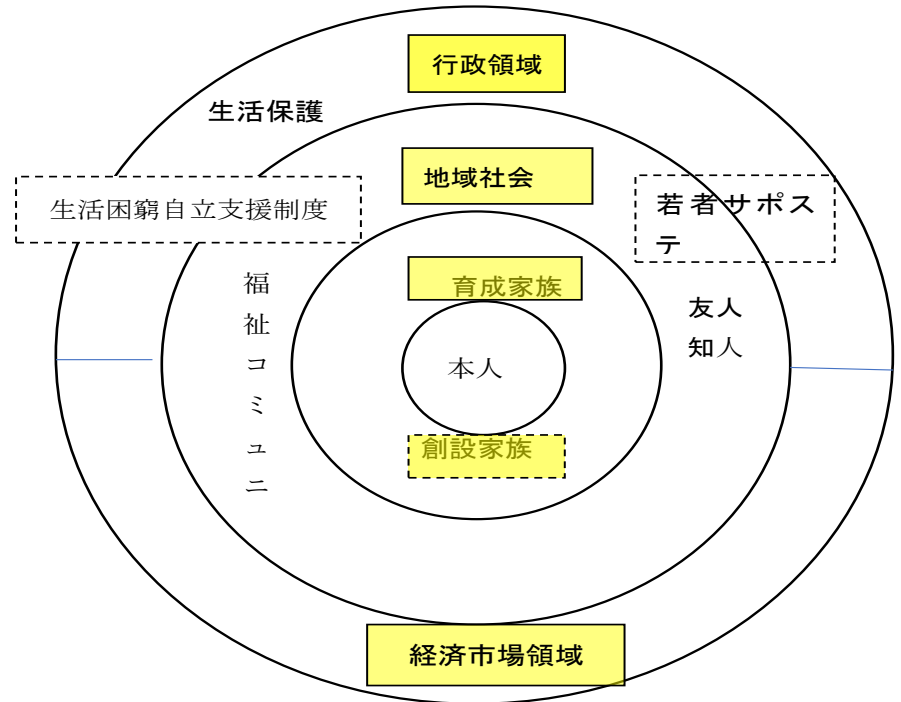 行政領域
生活保護
地域社会
生活困窮自立支援制度
若者サポス
テ
福祉コミュニ
育成家族
友人
知人
本人
創設家族
経済市場領域